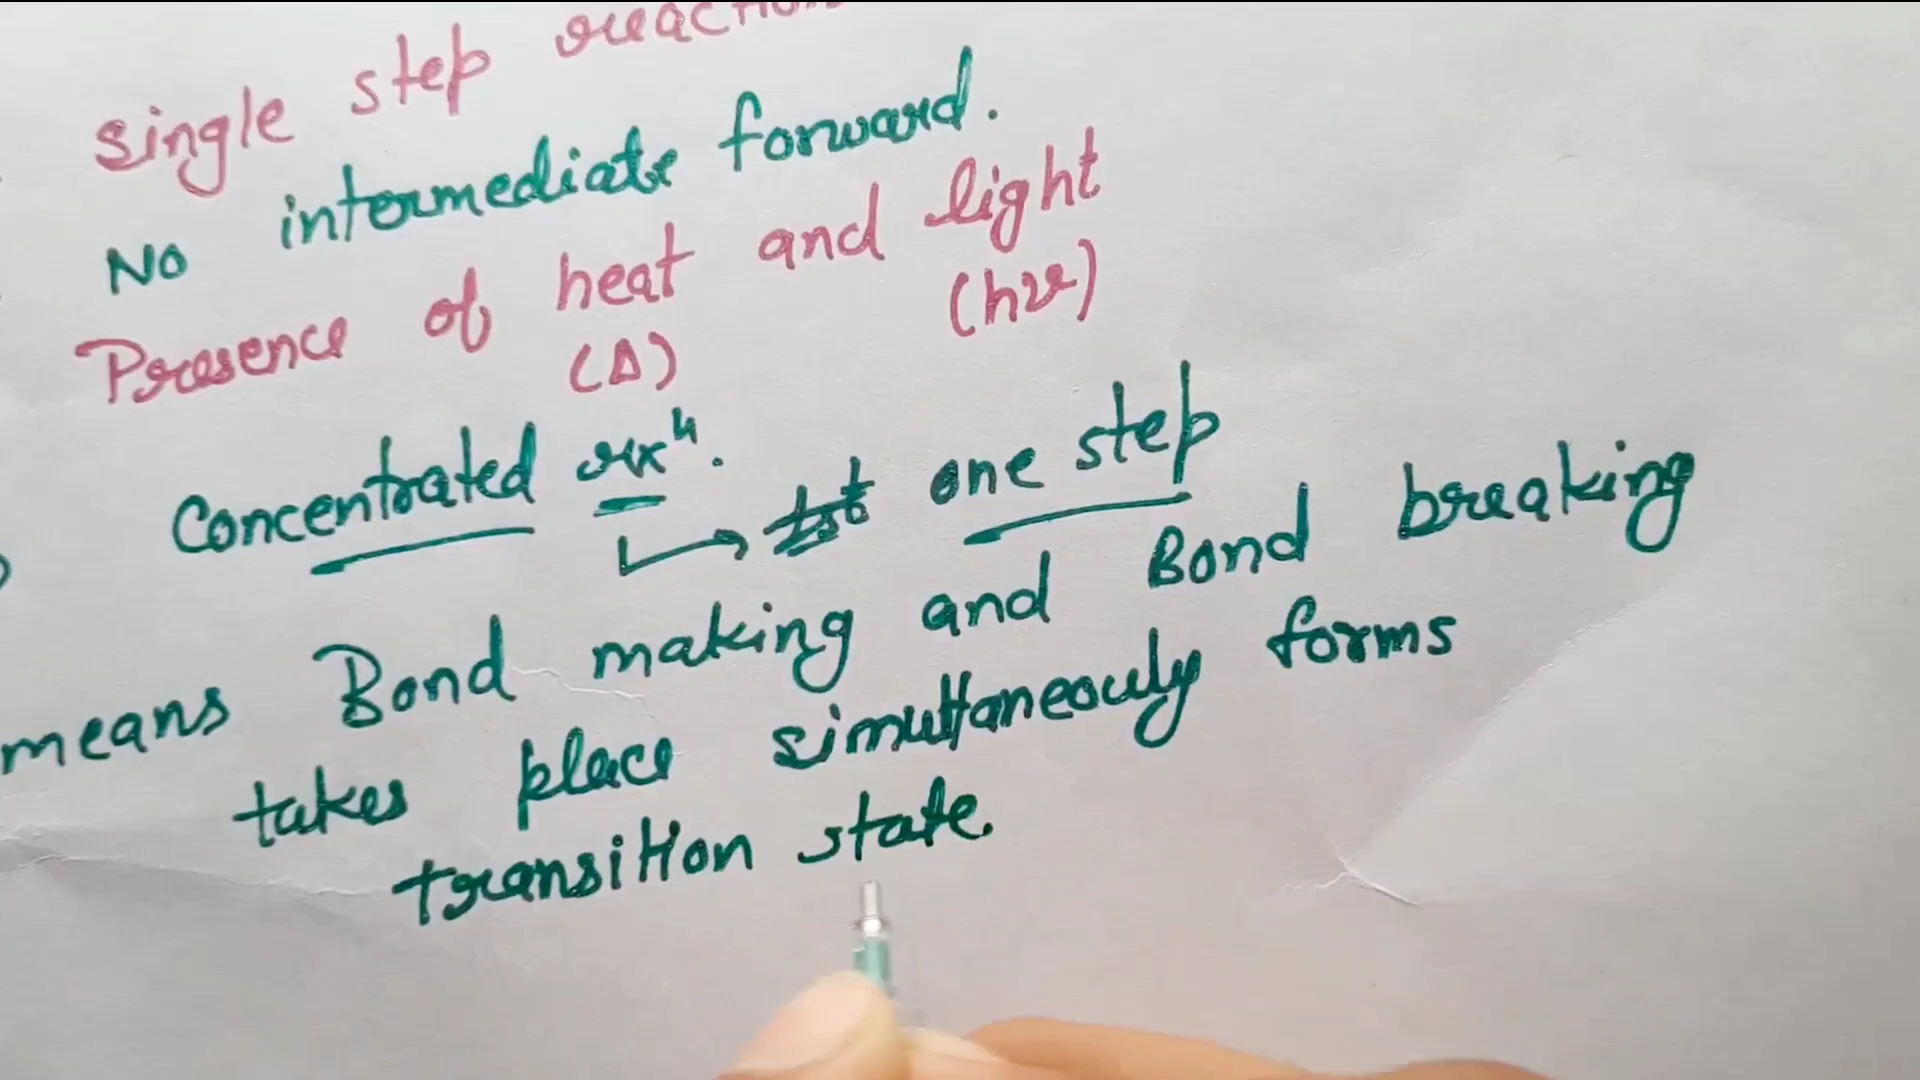 single step reaction
No intermediate forward.
Presence of heat and light
(Δ) (hν)
Concentrated rxⁿ.
↳ one step
means Bond making and Bond breaking
takes place simultaneouly forms
transition state